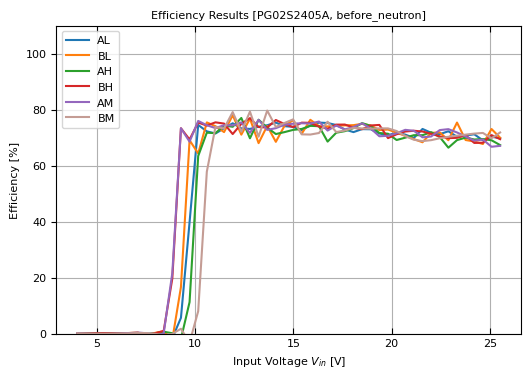 Efficiency Results [PG02S2405A, before_neutron]
AL
BL
AH
BH
AM
BM
100
80
60
40
20
0
Efficiency [%]
5 10 15 20 25
Input Voltage Vin [V]